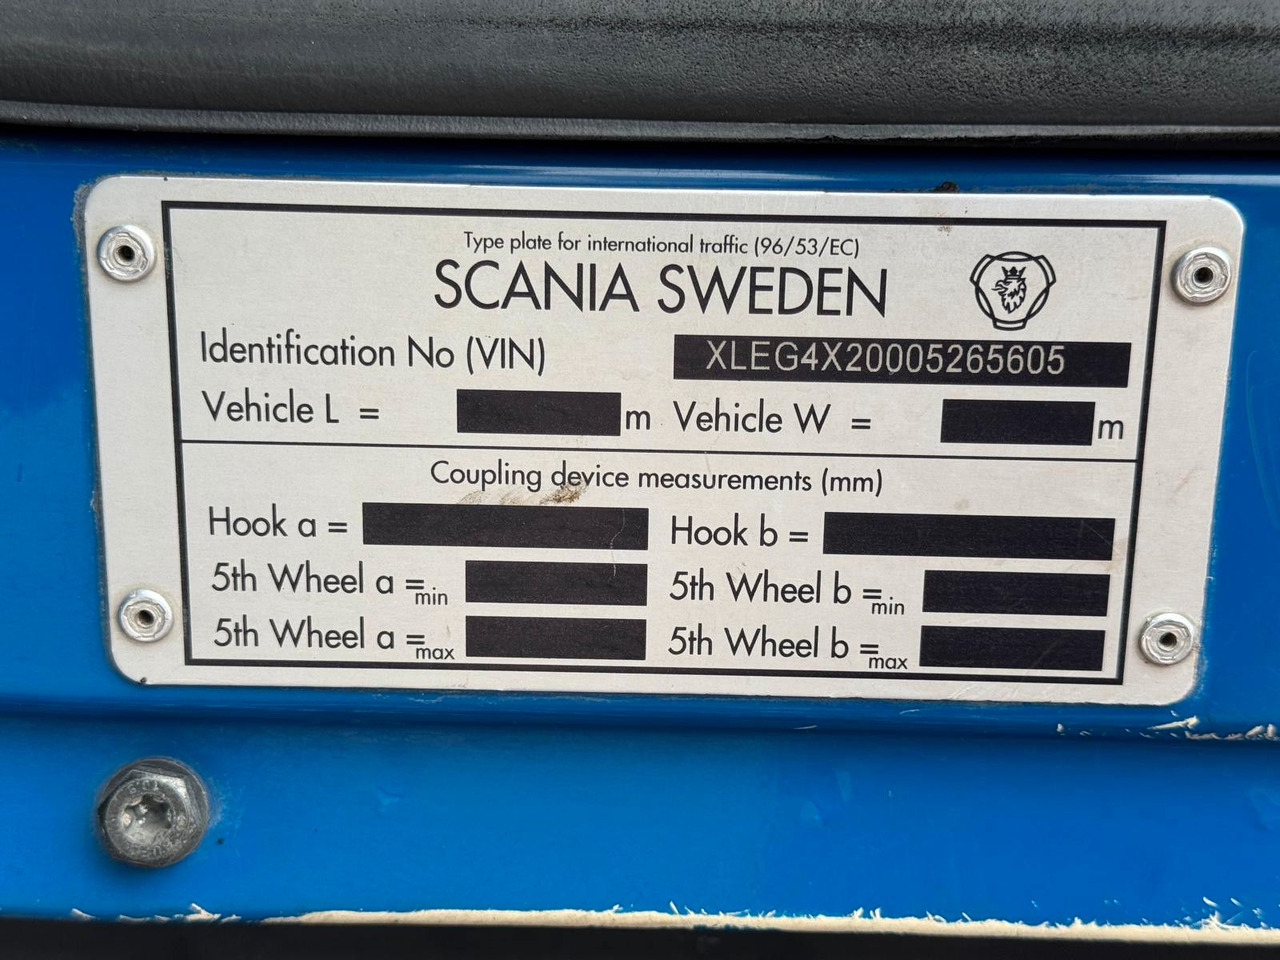 Type plate for international traffic (96/53/EC)
SCANIA SWEDEN
Identification No (VIN) XLEG4X20005265605
Vehicle L = m Vehicle W = m
Coupling device measurements (mm)
Hook a = Hook b =
5th Wheel a =min 5th Wheel b =min
5th Wheel a =max 5th Wheel b =max